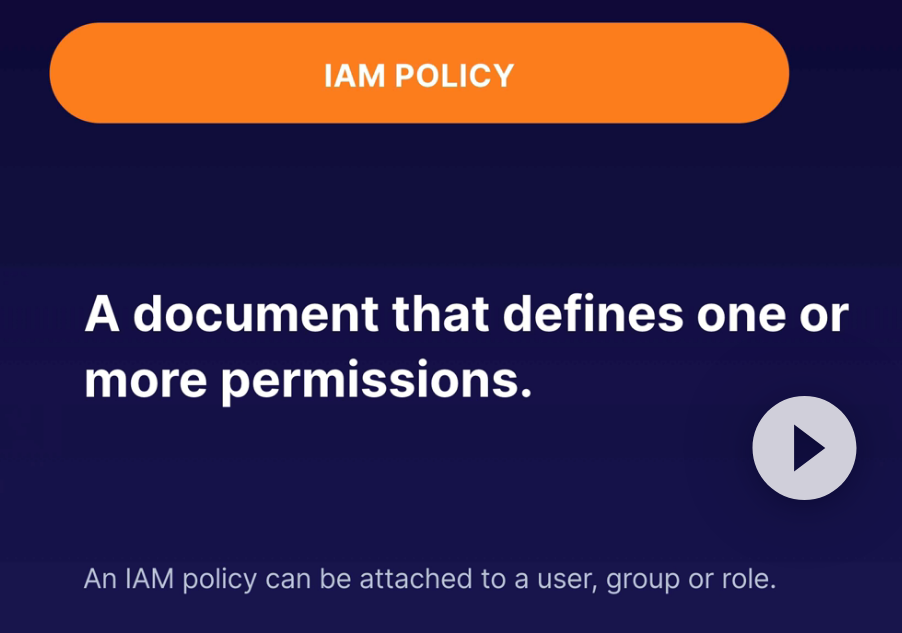 IAM POLICY
A document that defines one or
more permissions.
An IAM policy can be attached to a user, group or role.